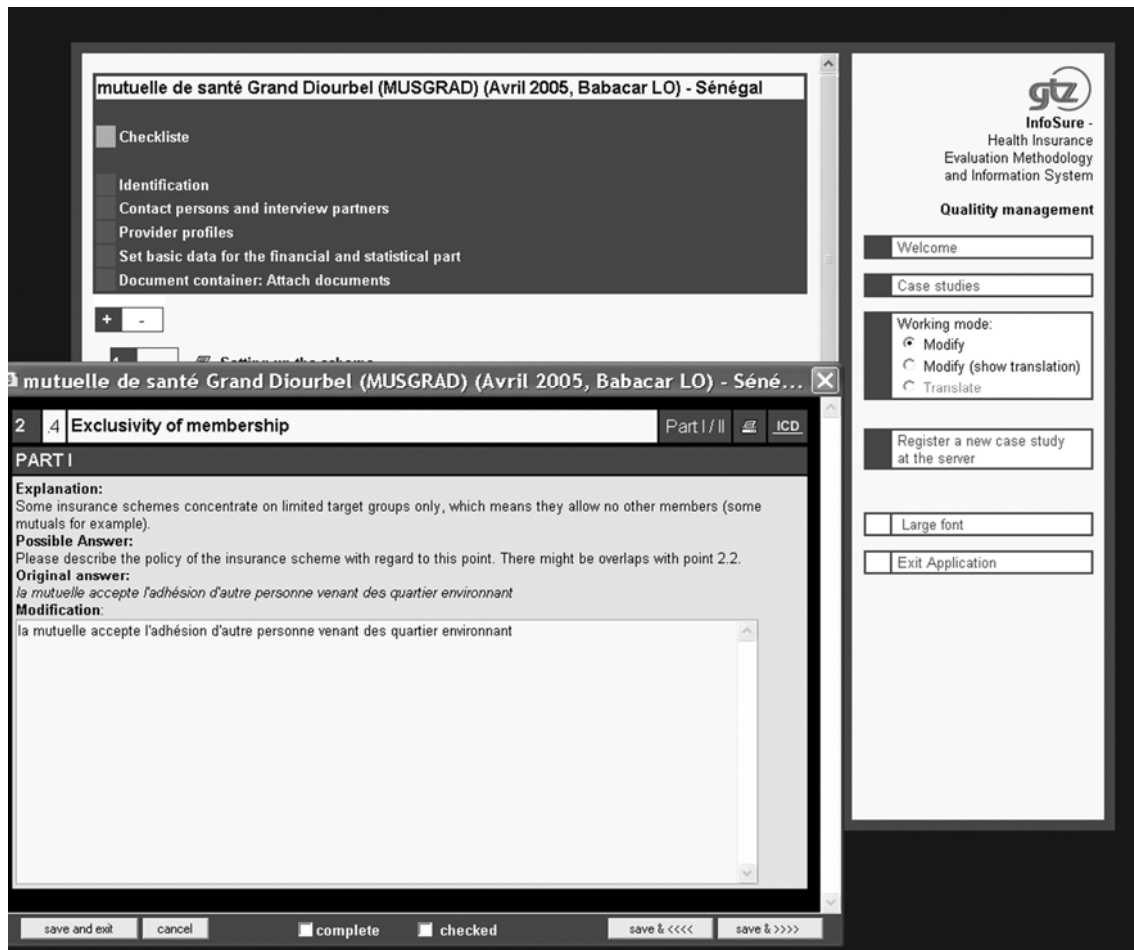 mutuelle de santé Grand Diourbel (MUSGRAD) (Avril 2005, Babacar LO) - Sénégal
Checkliste
Identification
Contact persons and interview partners
Provider profiles
Set basic data for the financial and statistical part
Document container: Attach documents
+ -
Setting up the scheme
gtz
InfoSure -
Health Insurance
Evaluation Methodology
and Information System
Qualitity management
Welcome
Case studies
Working mode:
Modify
Modify (show translation)
Translate
Register a new case study
at the server
Large font
Exit Application
mutuelle de santé Grand Diourbel (MUSGRAD) (Avril 2005, Babacar LO) - Séné...
2 .4 Exclusivity of membership Part I / II ICD
PART I
Explanation:
Some insurance schemes concentrate on limited target groups only, which means they allow no other members (some
mutuals for example).
Possible Answer:
Please describe the policy of the insurance scheme with regard to this point. There might be overlaps with point 2.2.
Original answer:
la mutuelle accepte l'adhésion d'autre personne venant des quartier environnant
Modification:
la mutuelle accepte l'adhésion d'autre personne venant des quartier environnant
save and exit cancel complete checked save & <<<< save & >>>>